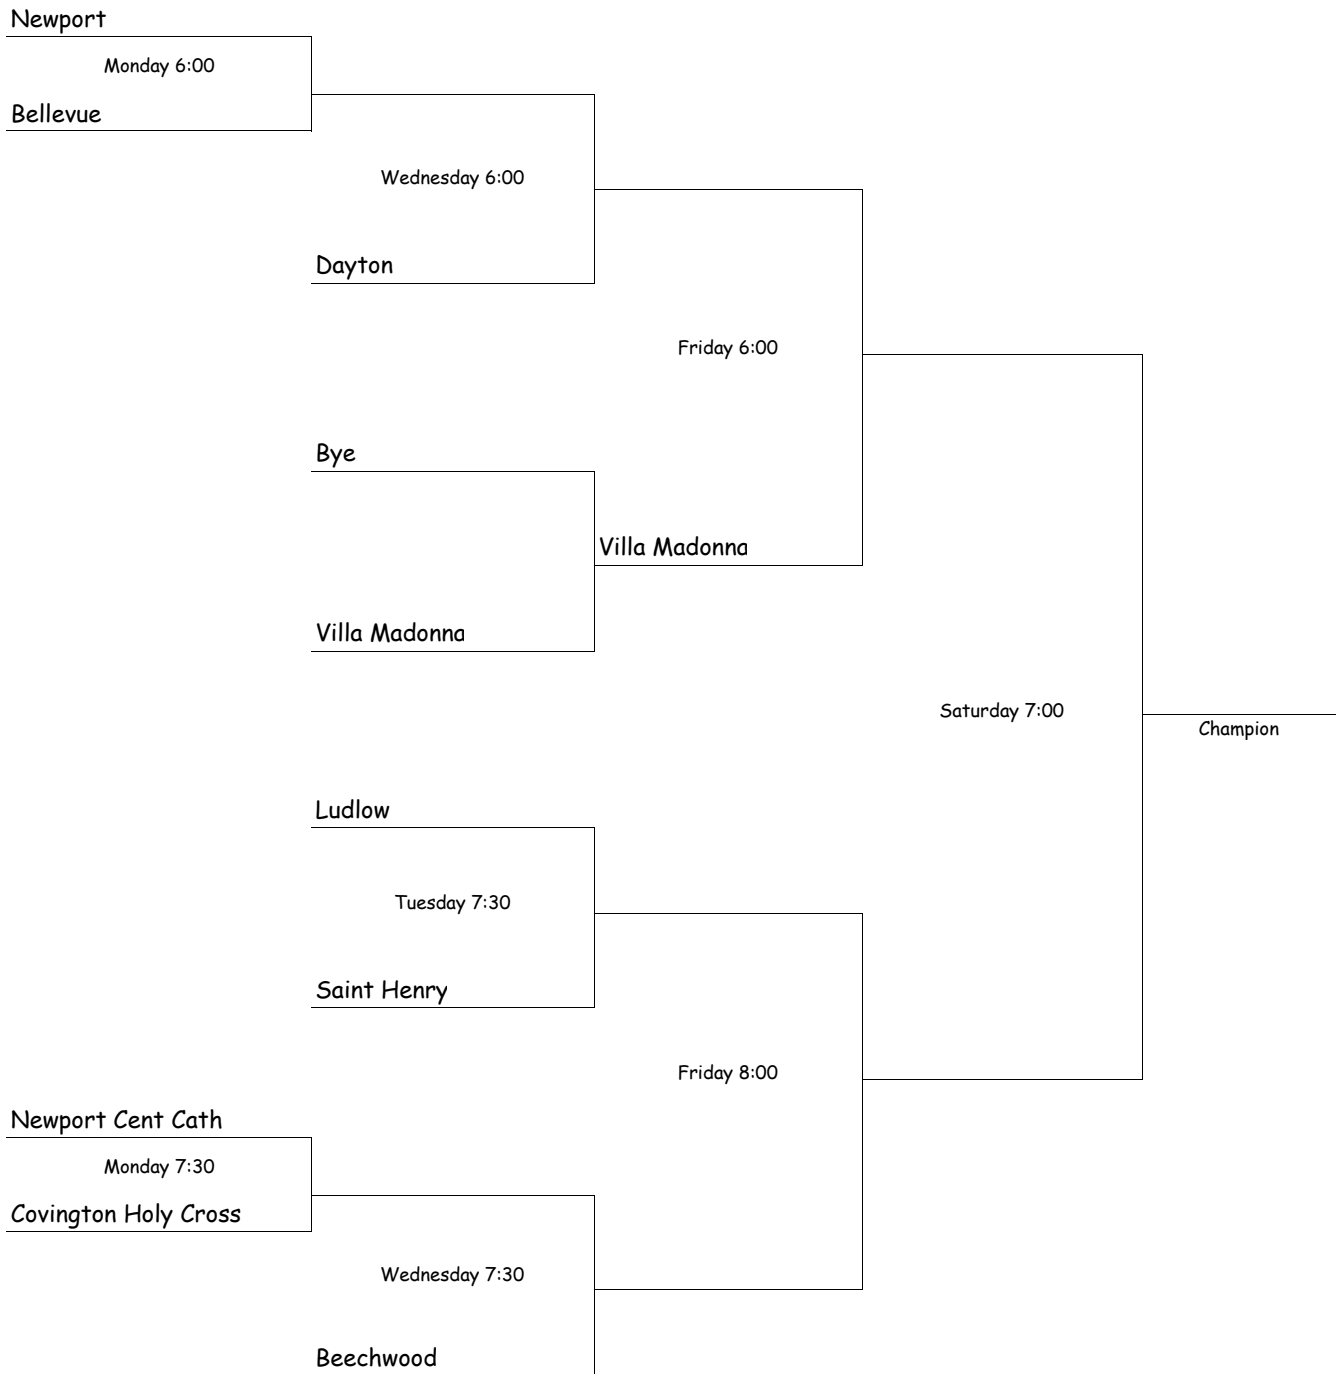 Newport
Monday 6:00
Bellevue
Wednesday 6:00
Dayton
Friday 6:00
Bye
Villa Madonna
Villa Madonna
Saturday 7:00
Champion
Ludlow
Tuesday 7:30
Saint Henry
Friday 8:00
Newport Cent Cath
Monday 7:30
Covington Holy Cross
Wednesday 7:30
Beechwood